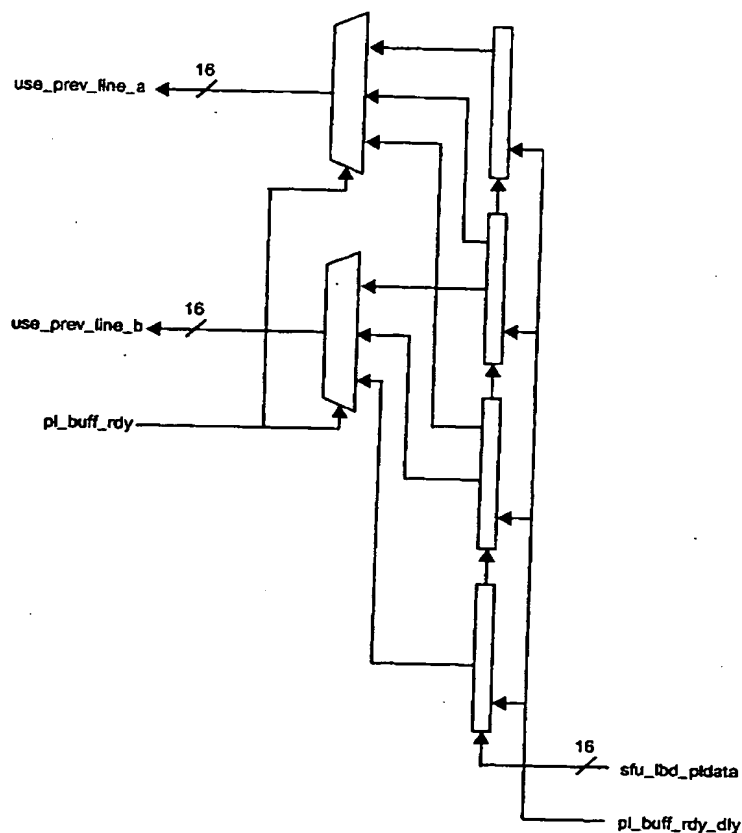 16
use_prev_line_a
16
use_prev_line_b
pl_buff_rdy
16
sfu_lbd_pldata
pl_buff_rdy_dly